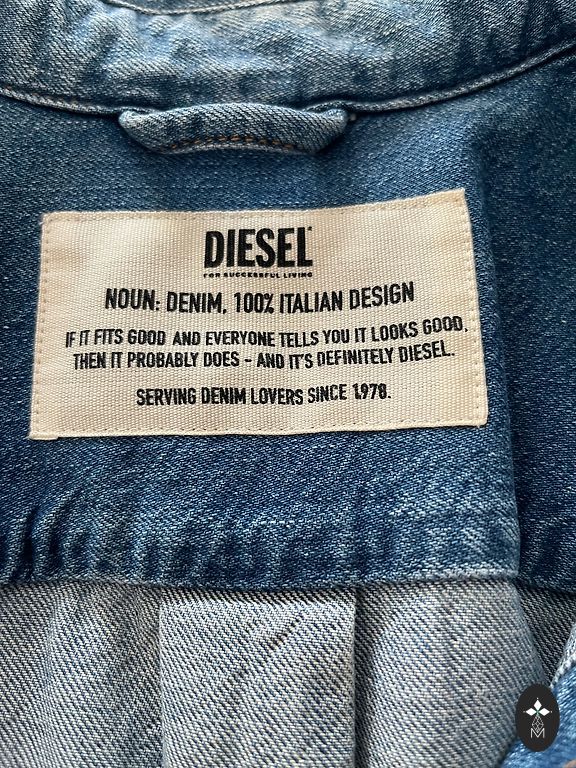 DIESEL
FOR SUCCESSFUL LIVING
NOUN: DENIM, 100% ITALIAN DESIGN
IF IT FITS GOOD AND EVERYONE TELLS YOU IT LOOKS GOOD,
THEN IT PROBABLY DOES - AND IT'S DEFINITELY DIESEL.
SERVING DENIM LOVERS SINCE 1978.
M